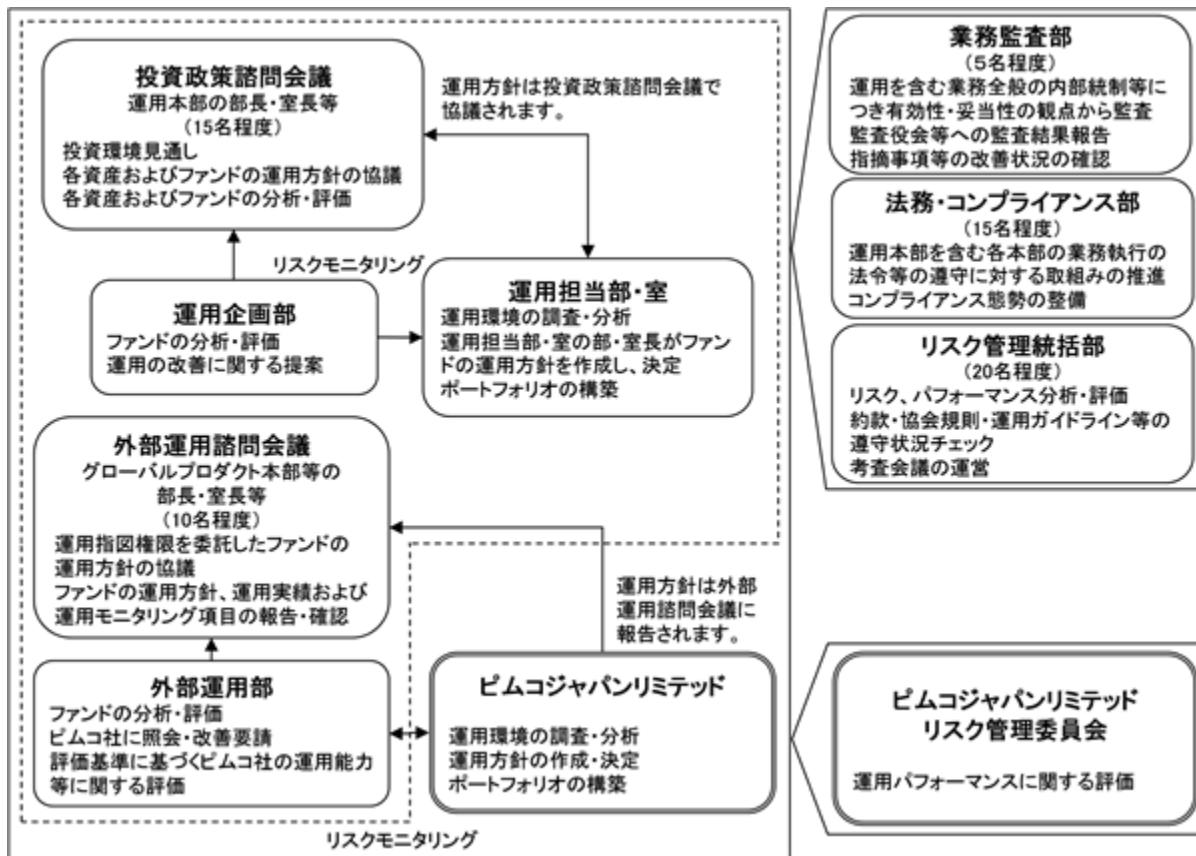 投資政策諮問会議
運用本部の部長・室長等
(15名程度)
投資環境見通し
各資産およびファンドの運用方針の協議
各資産およびファンドの分析・評価
運用方針は投資政策諮問会議で
協議されます。
リスクモニタリング
運用企画部
ファンドの分析・評価
運用の改善に関する提案
運用担当部・室
運用環境の調査・分析
運用担当部・室の部・室長がファン
ドの運用方針を作成し、決定
ポートフォリオの構築
外部運用諮問会議
グローバルプロダクト本部等の
部長・室長等
(10名程度)
運用指図権限を委託したファンドの
運用方針の協議
ファンドの運用方針、運用実績および
運用モニタリング項目の報告・確認
運用方針は外部
運用諮問会議に
報告されます。
外部運用部
ファンドの分析・評価
ピムコ社に照会・改善要請
評価基準に基づくピムコ社の運用能力
等に関する評価
ピムコジャパンリミテッド
運用環境の調査・分析
運用方針の作成・決定
ポートフォリオの構築
リスクモニタリング
業務監査部
(5名程度)
運用を含む業務全般の内部統制等に
つき有効性・妥当性の観点から監査
監査役会等への監査結果報告
指摘事項等の改善状況の確認
法務・コンプライアンス部
(15名程度)
運用本部を含む各本部の業務執行の
法令等の遵守に対する取組みの推進
コンプライアンス態勢の整備
リスク管理統括部
(20名程度)
リスク、パフォーマンス分析・評価
約款・協会規則・運用ガイドライン等の
遵守状況チェック
考査会議の運営
ピムコジャパンリミテッド
リスク管理委員会
運用パフォーマンスに関する評価